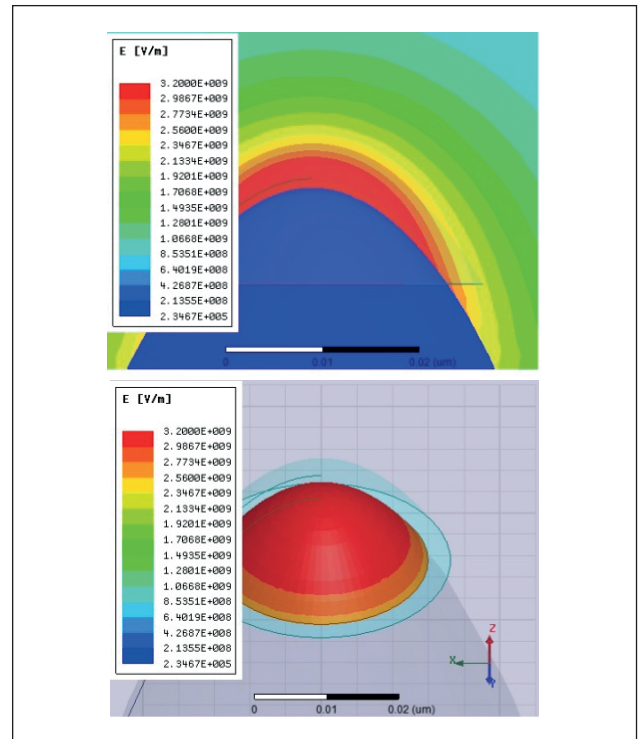 E [V/m]
3.2000E+009
2.9867E+009
2.7734E+009
2.5600E+009
2.3467E+009
2.1334E+009
1.9201E+009
1.7068E+009
1.4935E+009
1.2801E+009
1.0668E+009
8.5351E+008
6.4019E+008
4.2687E+008
2.1355E+008
2.3467E+005
0 0.01 0.02 (um)
E [V/m]
3.2000E+009
2.9867E+009
2.7734E+009
2.5600E+009
2.3467E+009
2.1334E+009
1.9201E+009
1.7068E+009
1.4935E+009
1.2801E+009
1.0668E+009
8.5351E+008
6.4019E+008
4.2687E+008
2.1355E+008
2.3467E+005
Z
X
Y
0 0.01 0.02 (um)